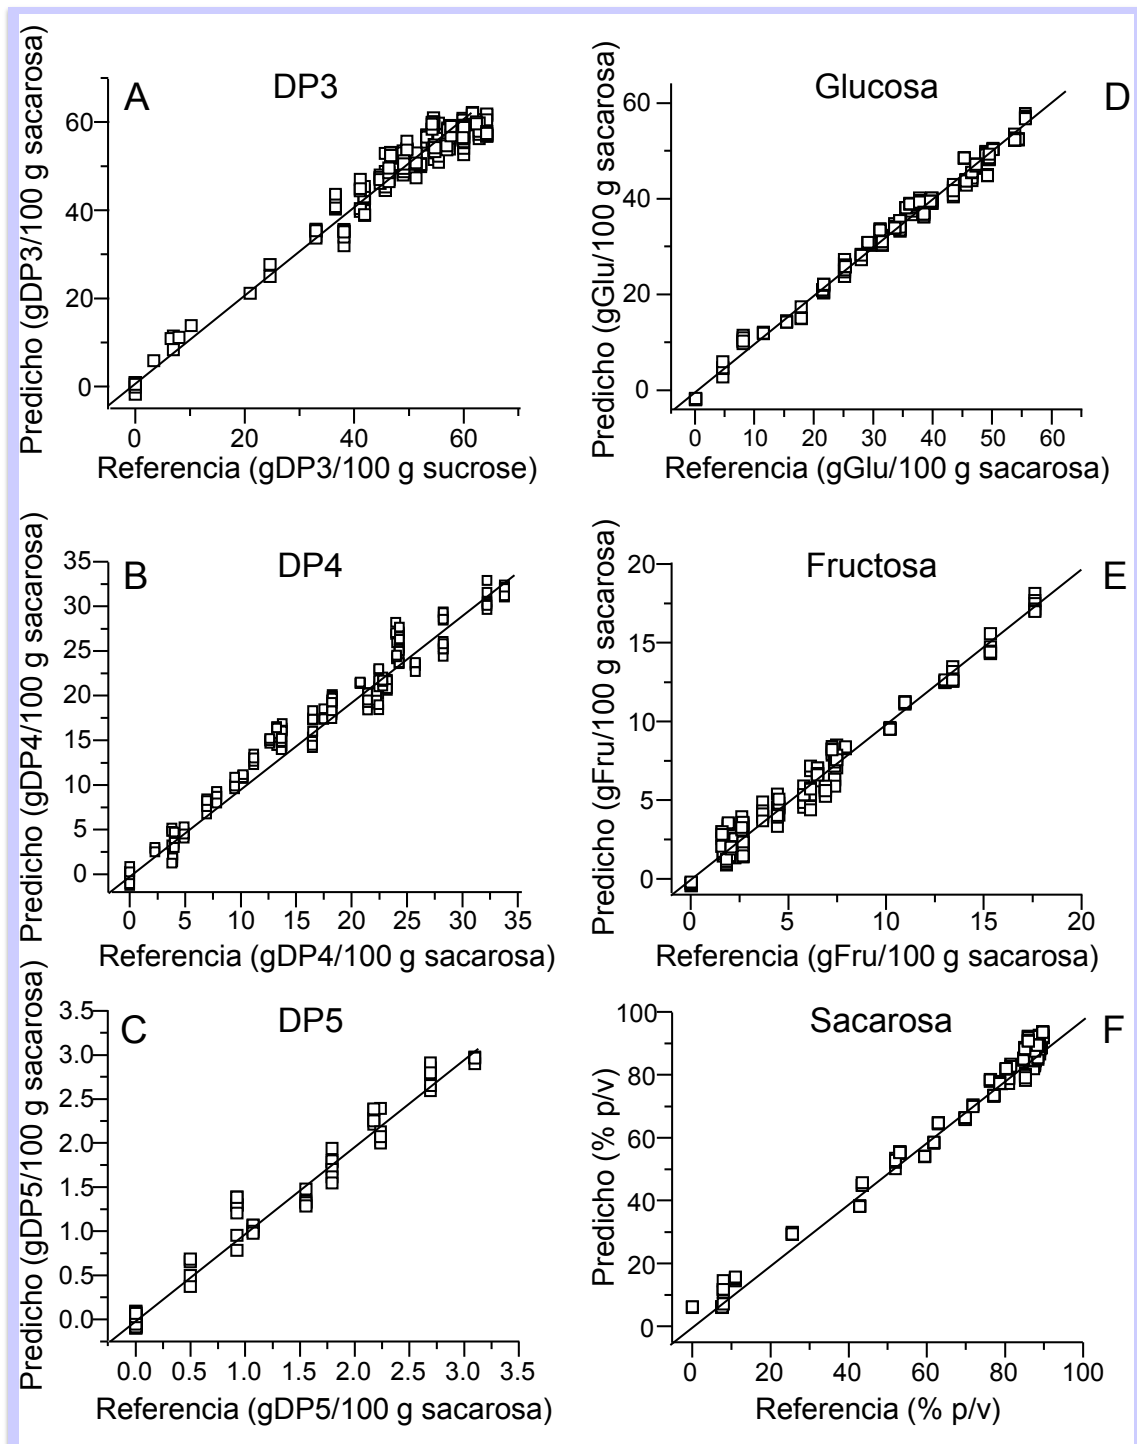 A
DP3
Predicho (gDP3/100 g sacarosa)
60
40
20
0
0 20 40 60
Referencia (gDP3/100 g sucrose)
Glucosa
D
Predicho (gGlu/100 g sacarosa)
60
40
20
0
0 10 20 30 40 50 60
Referencia (gGlu/100 g sacarosa)
B
DP4
Predicho (gDP4/100 g sacarosa)
35
30
25
20
15
10
5
0
0 5 10 15 20 25 30 35
Referencia (gDP4/100 g sacarosa)
Fructosa
E
Predicho (gFru/100 g sacarosa)
20
15
10
5
0
0 5 10 15 20
Referencia (gFru/100 g sacarosa)
C
DP5
Predicho (gDP5/100 g sacarosa)
3.5
3.0
2.5
2.0
1.5
1.0
0.5
0.0
0.0 0.5 1.0 1.5 2.0 2.5 3.0 3.5
Referencia (gDP5/100 g sacarosa)
Sacarosa
F
Predicho (% p/v)
100
80
60
40
20
0
0 20 40 60 80 100
Referencia (% p/v)